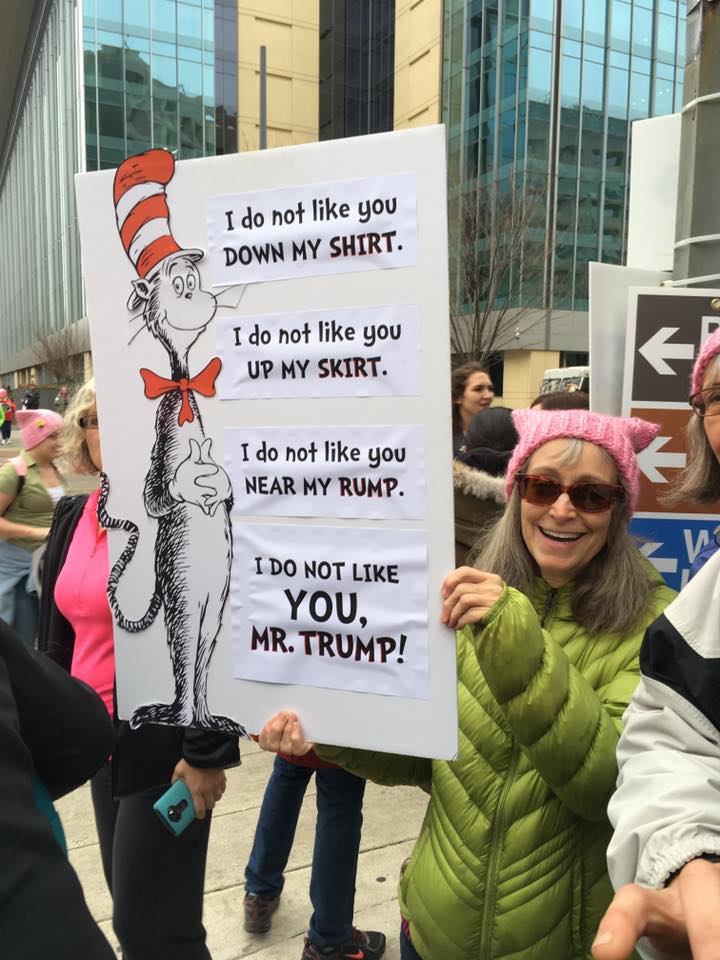 I do not like you
DOWN MY SHIRT.
I do not like you
UP MY SKIRT.
I do not like you
NEAR MY RUMP.
I DO NOT LIKE
YOU,
MR. TRUMP!